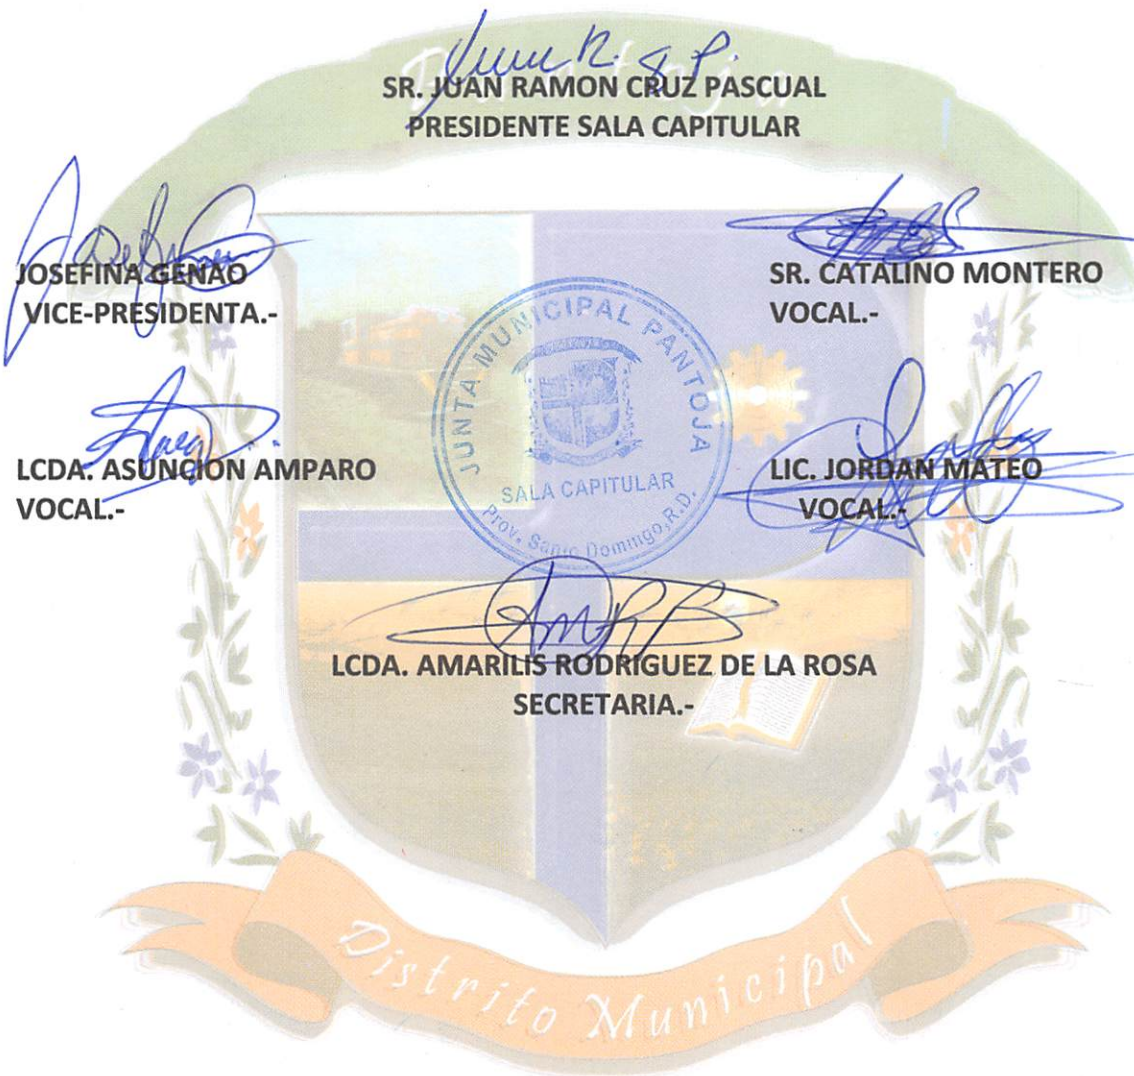 Pantoja
SR. JUAN RAMON CRUZ PASCUAL
PRESIDENTE SALA CAPITULAR
JOSEFINA GENAO
VICE-PRESIDENTA.-
SR. CATALINO MONTERO
VOCAL.-
JUNTA MUNICIPAL PANTOJA
SALA CAPITULAR
Prov. Santo Domingo, R.D.
LCDA. ASUNCION AMPARO
VOCAL.-
LIC. JORDAN MATEO
VOCAL.-
LCDA. AMARILIS RODRIGUEZ DE LA ROSA
SECRETARIA.-
Distrito Municipal